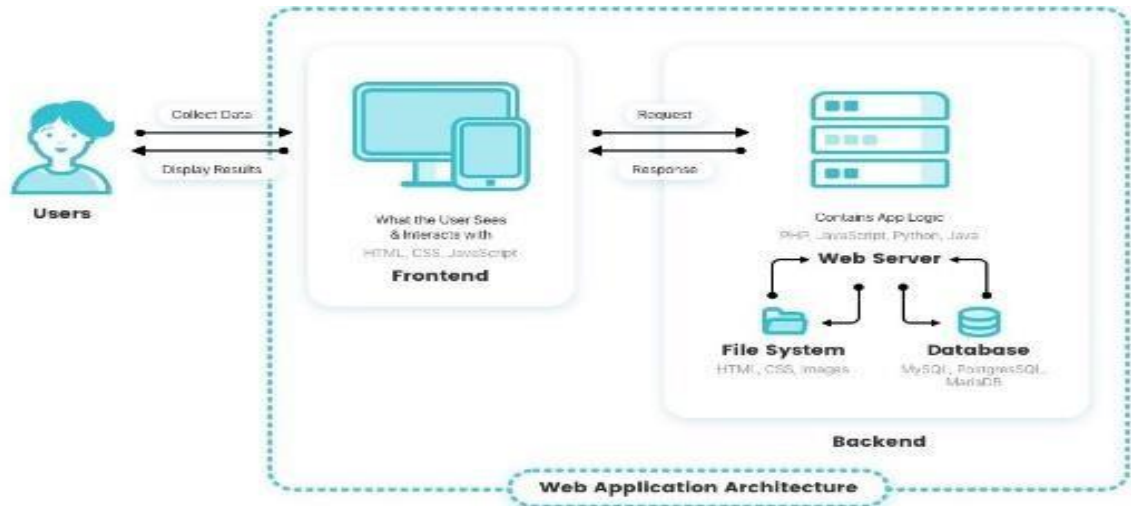 Collect Data
Display Results
Users
What the User Sees
& Interacts with
HTML, CSS, JavaScript
Frontend
Request
Response
Contains App Logic
PHP, JavaScript, Python, Java
Web Server
File System
HTML, CSS, Images
Database
MySQL, PostgreSQL,
MariaDB
Backend
Web Application Architecture